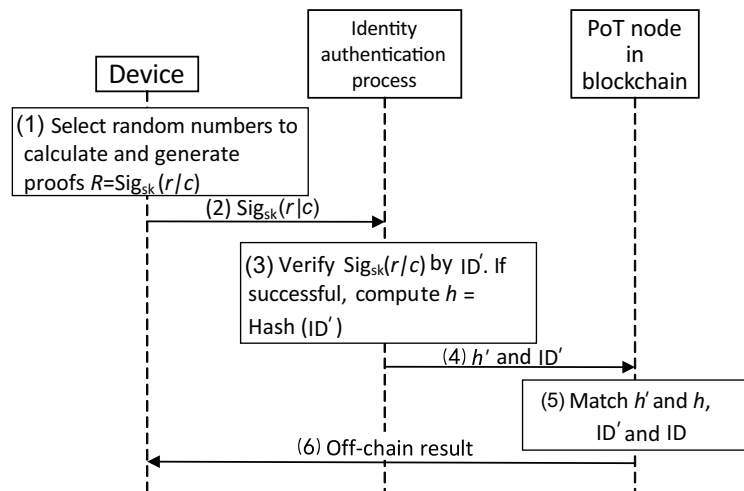 Device
Identity
authentication
process
PoT node
in
blockchain
(1) Select random numbers to
calculate and generate
proofs R=Sigsk(r/c)
(2) Sigsk(r|c)
(3) Verify Sigsk(r/c) by ID′. If
successful, compute h =
Hash (ID′)
(4) h′ and ID′
(5) Match h′ and h,
ID′ and ID
(6) Off-chain result